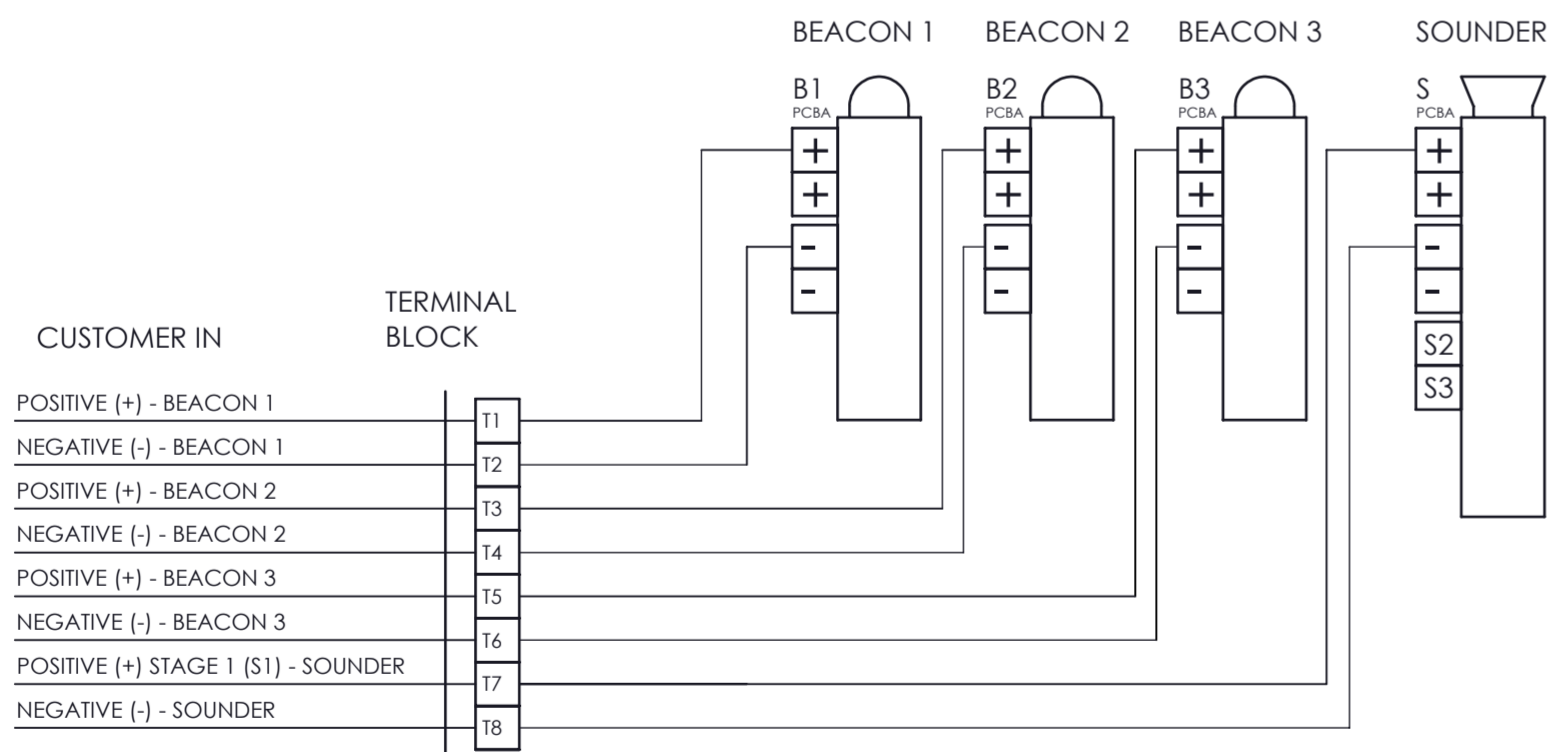 BEACON 1
BEACON 2
BEACON 3
SOUNDER
B1
PCBA
B2
PCBA
B3
PCBA
S
PCBA
+
+
-
-
+
+
-
-
+
+
-
-
+
+
-
-
S2
S3
CUSTOMER IN
TERMINAL
BLOCK
POSITIVE (+) - BEACON 1
T1
NEGATIVE (-) - BEACON 1
T2
POSITIVE (+) - BEACON 2
T3
NEGATIVE (-) - BEACON 2
T4
POSITIVE (+) - BEACON 3
T5
NEGATIVE (-) - BEACON 3
T6
POSITIVE (+) STAGE 1 (S1) - SOUNDER
T7
NEGATIVE (-) - SOUNDER
T8